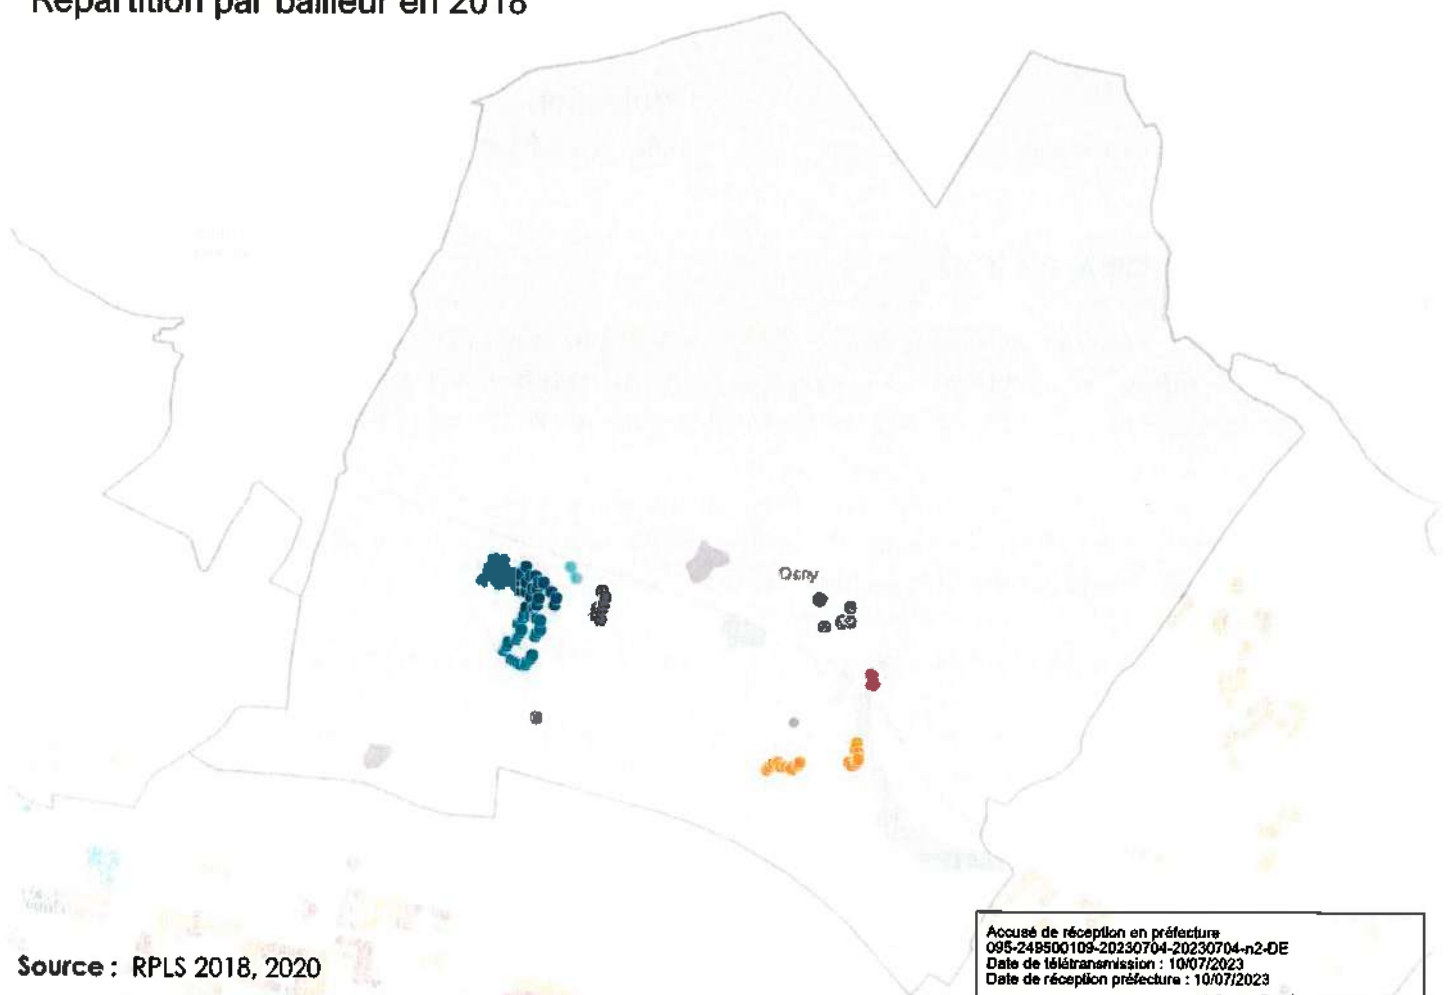 Répartition par bailleur en 2018
Osny
Source : RPLS 2018, 2020
Accusé de réception en préfecture
095-249500109-20230704-20230704-n2-DE
Date de télétransmission : 10/07/2023
Date de réception préfecture : 10/07/2023